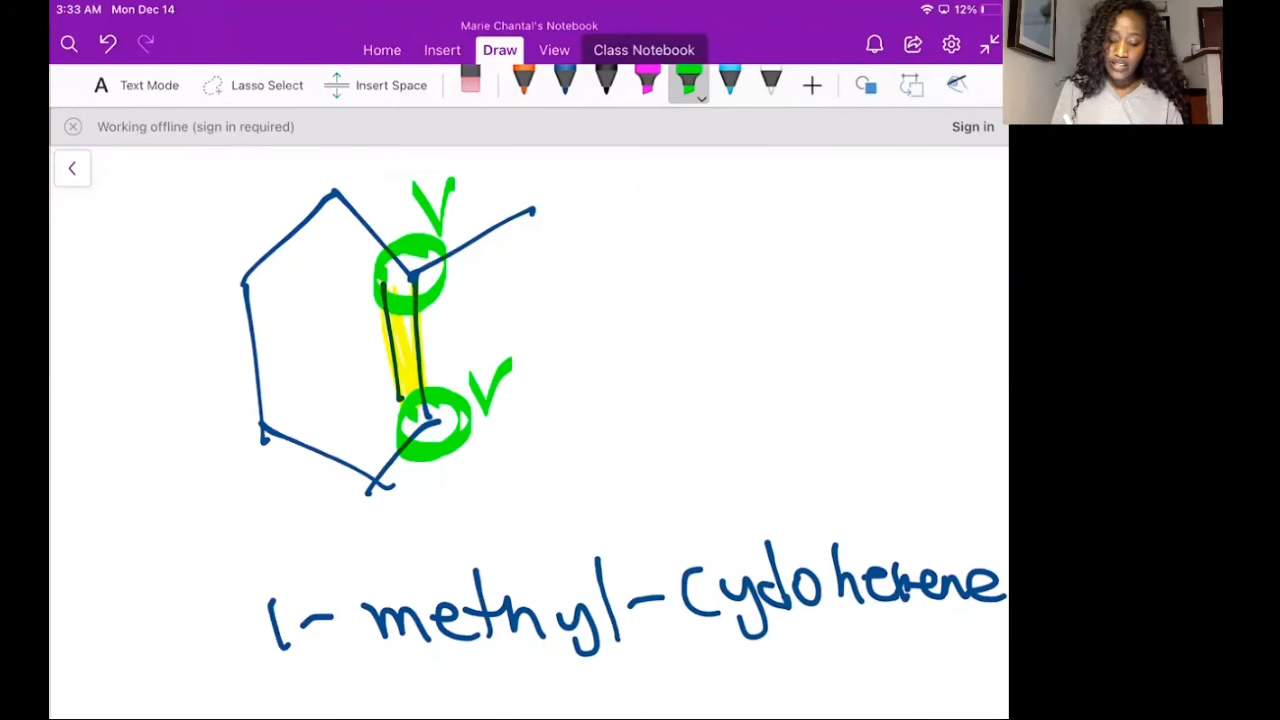 3:33 AM Mon Dec 14
12%
Marie Chantal's Notebook
Home Insert Draw View Class Notebook
A Text Mode Lasso Select Insert Space
Working offline (sign in required) Sign in
V
V
1- methyl - cyclohexene